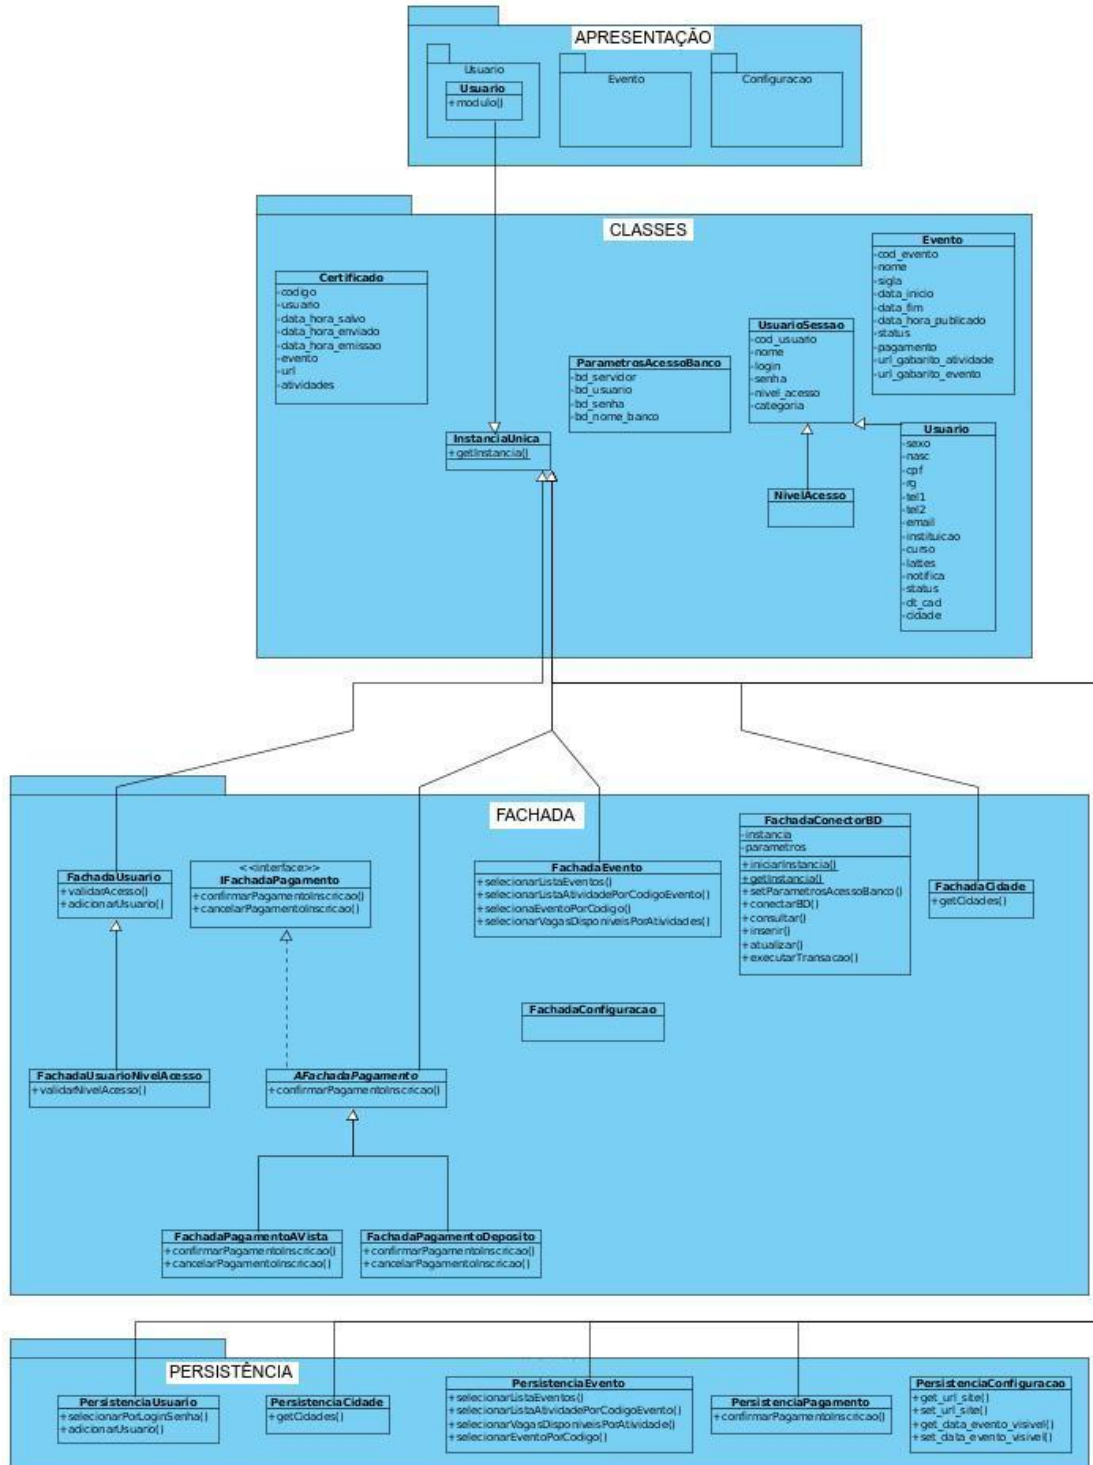 APRESENTAÇÃO
Usuario
Usuario
+modulo()
Evento
Configuracao
CLASSES
Certificado
-codigo
-usuario
-data_hora_salvo
-data_hora_enviado
-data_hora_emissao
-evento
-url
-atividades
InstanciaUnica
+getInstancia()
ParametrosAcessoBanco
-bd_servidor
-bd_usuario
-bd_senha
-bd_nome_banco
UsuarioSessao
-cod_usuario
-nome
-login
-senha
-nivel_acesso
-categoria
NivelAcesso
Evento
-cod_evento
-nome
-sigla
-data_inicio
-data_fim
-data_hora_publicado
-status
-pagamento
-url_gabarito_atividade
-url_gabarito_evento
Usuario
-sexo
-nasc
-cpf
-rg
-tel1
-tel2
-email
-instituicao
-curso
-lattes
-notifica
-status
-dt_cad
-cidade
FACHADA
FachadaUsuario
+validarAcesso()
+adicionarUsuario()
<<interface>>
IFachadaPagamento
+confirmarPagamentoInscricao()
+cancelarPagamentoInscricao()
FachadaEvento
+selecionarListaEventos()
+selecionarListaAtividadePorCodigoEvento()
+selecionaEventoPorCodigo()
+selecionarVagasDisponiveisPorAtividades()
FachadaConectorBD
-instancia
-parametros
+iniciarInstancia()
+getInstancia()
+setParametrosAcessoBanco()
+conectarBD()
+consultar()
+inserir()
+atualizar()
+executarTransacao()
FachadaCidade
+getCidades()
FachadaConfiguracao
FachadaUsuarioNivelAcesso
+validarNivelAcesso()
AFachadaPagamento
+confirmarPagamentoInscricao()
FachadaPagamentoAVista
+confirmarPagamentoInscricao()
+cancelarPagamentoInscricao()
FachadaPagamentoDeposito
+confirmarPagamentoInscricao()
+cancelarPagamentoInscricao()
PERSISTÊNCIA
PersistenciaUsuario
+selecionarPorLoginSenha()
+adicionarUsuario()
PersistenciaCidade
+getCidades()
PersistenciaEvento
+selecionarListaEventos()
+selecionarListaAtividadePorCodigoEvento()
+selecionarVagasDisponiveisPorAtividade()
+selecionarEventoPorCodigo()
PersistenciaPagamento
+confirmarPagamentoInscricao()
PersistenciaConfiguracao
+get_url_site()
+set_url_site()
+get_data_evento_visivel()
+set_data_evento_visivel()